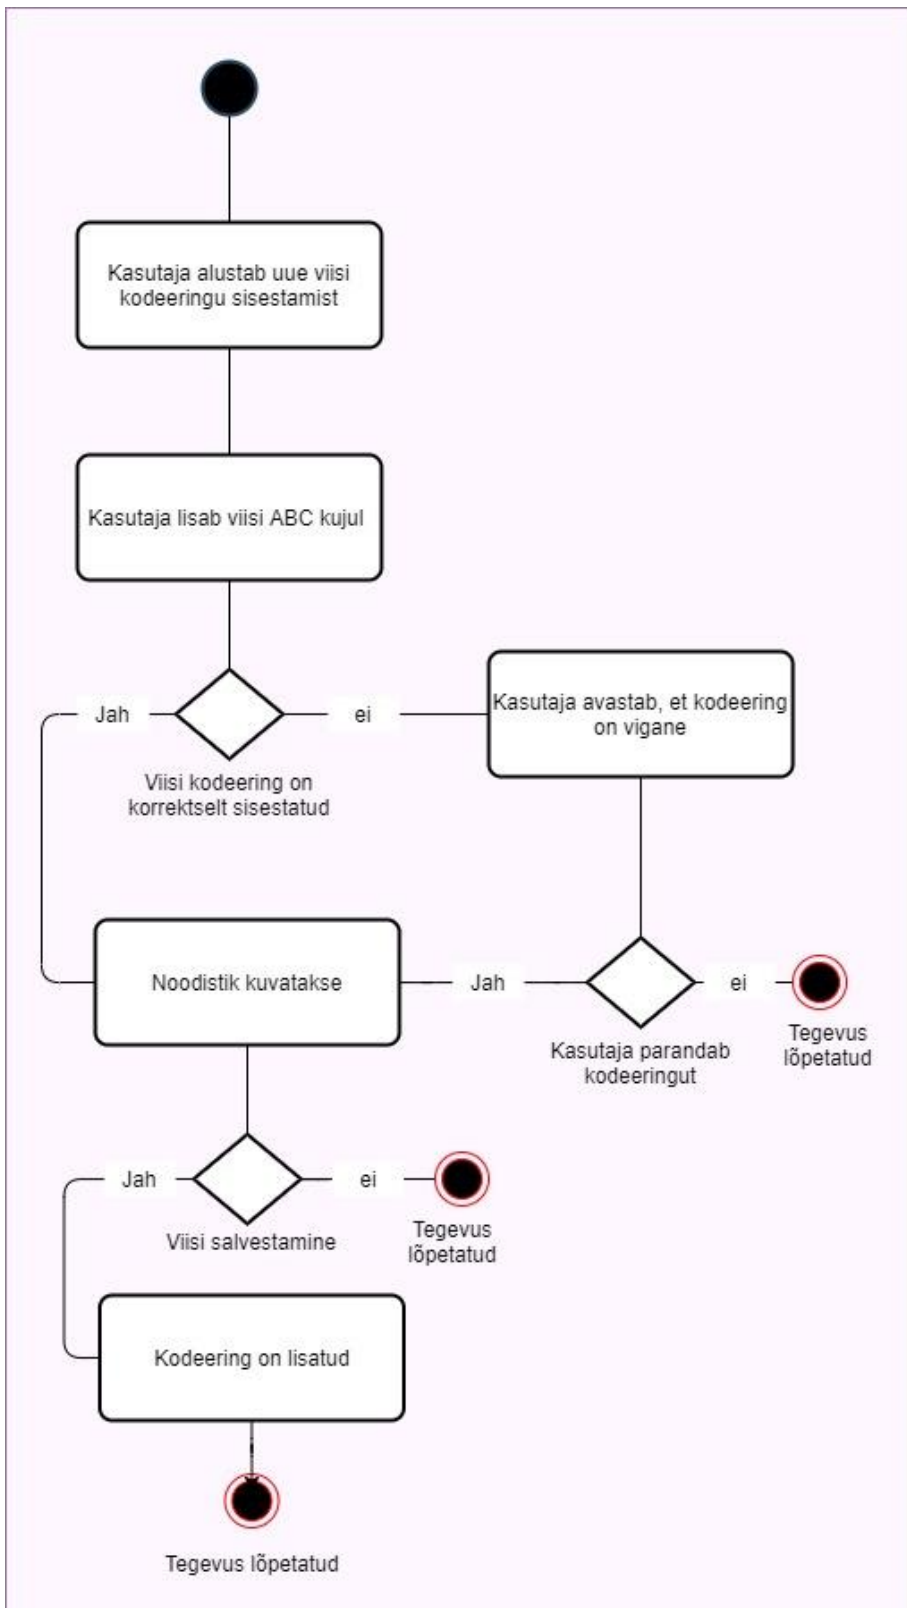 Kasutaja alustab uue viisi
kodeeringu sisestamist
Kasutaja lisab viisi ABC kujul
Jah
ei
Viisi kodeering on
korrektselt sisestatud
Kasutaja avastab, et kodeering
on vigane
Noodistik kuvatakse
Jah
ei
Kasutaja parandab
kodeeringut
Tegevus
lõpetatud
Jah
ei
Viisi salvestamine
Tegevus
lõpetatud
Kodeering on lisatud
Tegevus lõpetatud